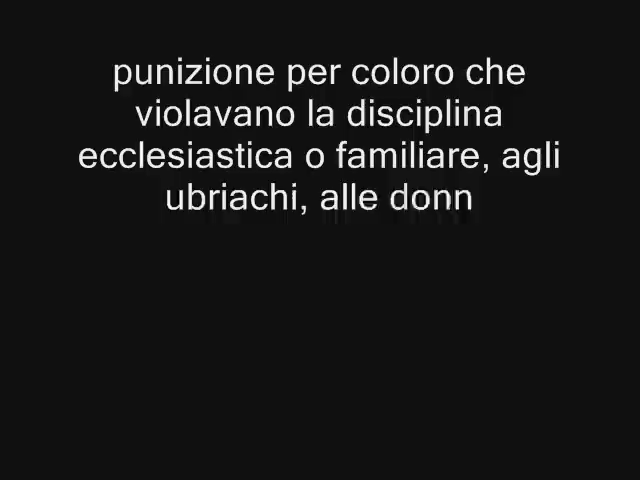 punizione per coloro che
violavano la disciplina
ecclesiastica o familiare, agli
ubriachi, alle donn